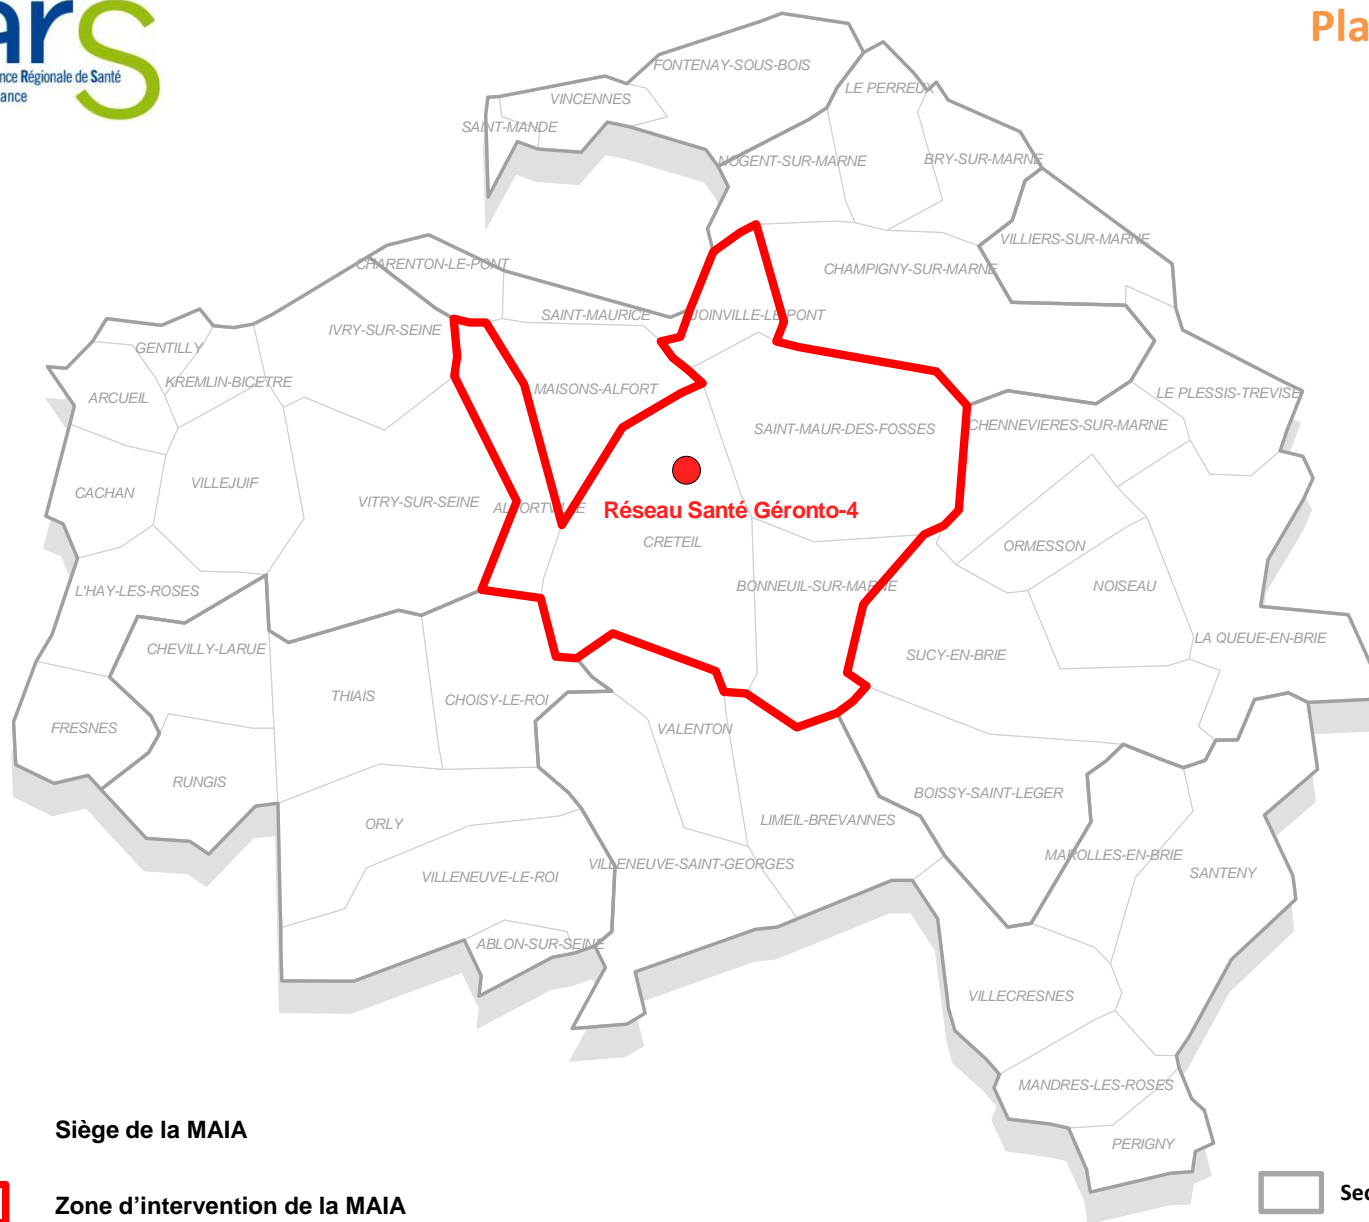 ars
nce Régionale de Santé
ance
Pla
FONTENAY-SOUS-BOIS
LE PERREUX
VINCENNES
SAINT-MANDE
NOGENT-SUR-MARNE
BRY-SUR-MARNE
VILLIERS-SUR-MARNE
CHARENTON-LE-PONT
CHAMPIGNY-SUR-MARNE
SAINT-MAURICE
JOINVILLE-LE-PONT
IVRY-SUR-SEINE
GENTILLY
KREMLIN-BICETRE
ARCUEIL
MAISONS-ALFORT
LE PLESSIS-TREVISE
SAINT-MAUR-DES-FOSSES
CHENNEVIERES-SUR-MARNE
VILLEJUIF
CACHAN
VITRY-SUR-SEINE
ALFORTVILLE
Réseau Santé Géronto-4
CRETEIL
ORMESSON
BONNEUIL-SUR-MARNE
NOISEAU
L'HAY-LES-ROSES
LA QUEUE-EN-BRIE
CHEVILLY-LARUE
SUCY-EN-BRIE
THIAIS
CHOISY-LE-ROI
FRESNES
VALENTON
RUNGIS
BOISSY-SAINT-LEGER
ORLY
LIMEIL-BREVANNES
MAROLLES-EN-BRIE
VILLENEUVE-SAINT-GEORGES
SANTENY
VILLENEUVE-LE-ROI
ABLON-SUR-SEINE
VILLECRESNES
MANDRES-LES-ROSES
PERIGNY
Siège de la MAIA
Zone d'intervention de la MAIA
Sec